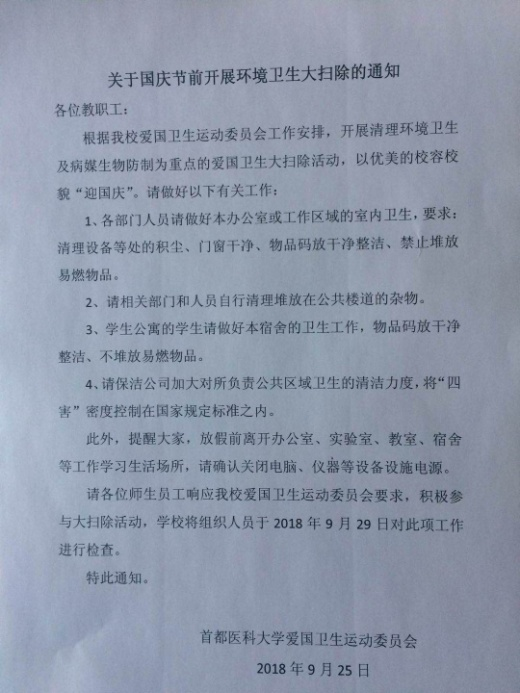 关于国庆节前开展环境卫生大扫除的通知
各位教职工：
根据我校爱国卫生运动委员会工作安排，开展清理环境卫生
及病媒生物防制为重点的爱国卫生大扫除活动，以优美的校容校
貌“迎国庆”。请做好以下有关工作：
1、各部门人员请做好本办公室或工作区域的室内卫生，要求：
清理设备等处的积尘、门窗干净、物品码放干净整洁、禁止堆放
易燃物品。
2、请相关部门和人员自行清理堆放在公共楼道的杂物。
3、学生公寓的学生请做好本宿舍的卫生工作，物品码放干净
整洁、不堆放易燃物品。
4、请保洁公司加大对所负责公共区域卫生的清洁力度，将“四
害”密度控制在国家规定标准之内。
此外，提醒大家，放假前离开办公室、实验室、教室、宿舍
等工作学习生活场所，请确认关闭电脑、仪器等设备设施电源。
请各位师生员工响应我校爱国卫生运动委员会要求，积极参
与大扫除活动，学校将组织人员于 2018 年 9 月 29 日对此项工作
进行检查。
特此通知。
首都医科大学爱国卫生运动委员会
2018 年 9 月 25 日